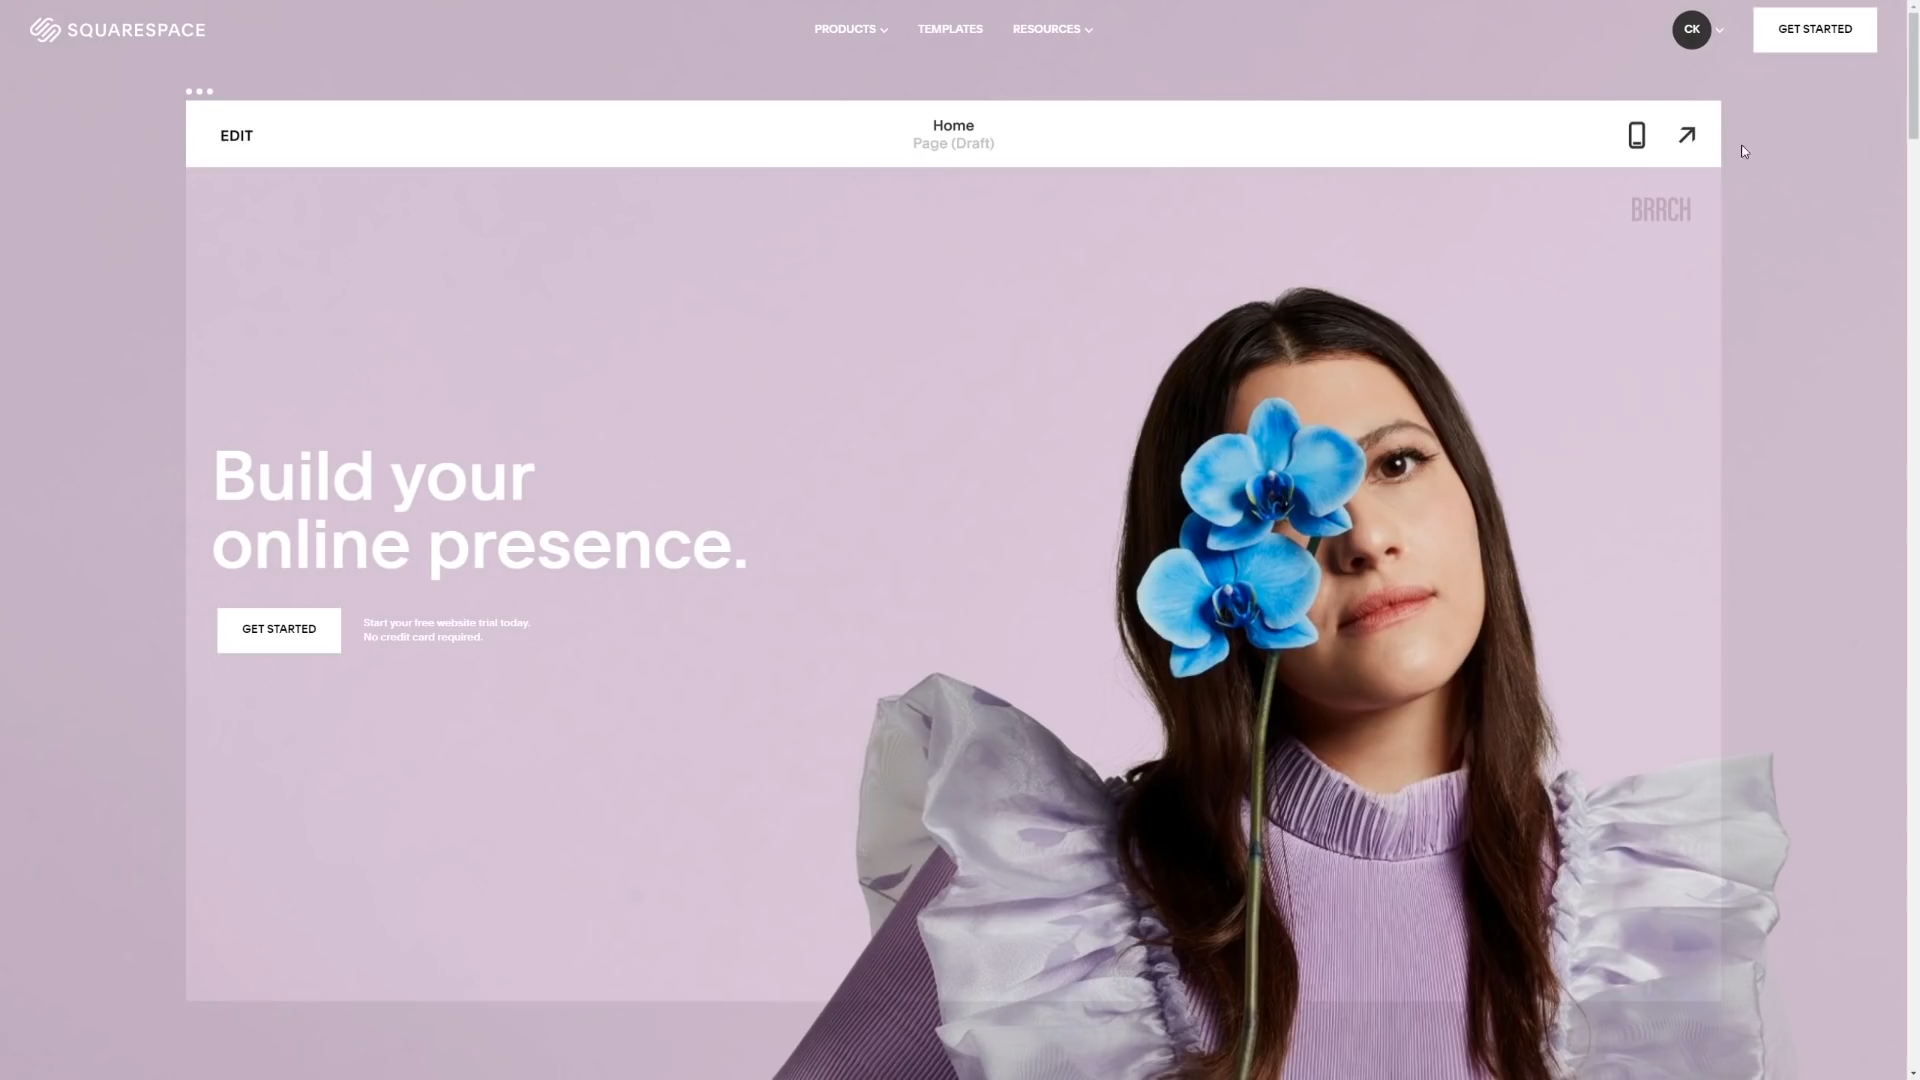 SQUARESPACE
PRODUCTS
TEMPLATES
RESOURCES
CK
GET STARTED
EDIT
Home
Page (Draft)
BRRCH
Build your
online presence.
GET STARTED
Start your free website trial today.
No credit card required.